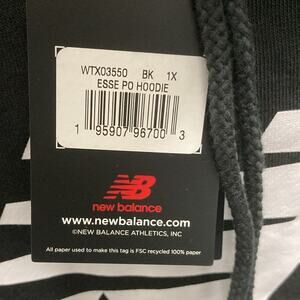 WTX03550 BK 1X
ESSE PO HOODIE
1 95907 96700 3
NB
new balance
www.newbalance.com
©NEW BALANCE ATHLETICS, INC
All paper used to make this tag is FSC recycled 100% paper